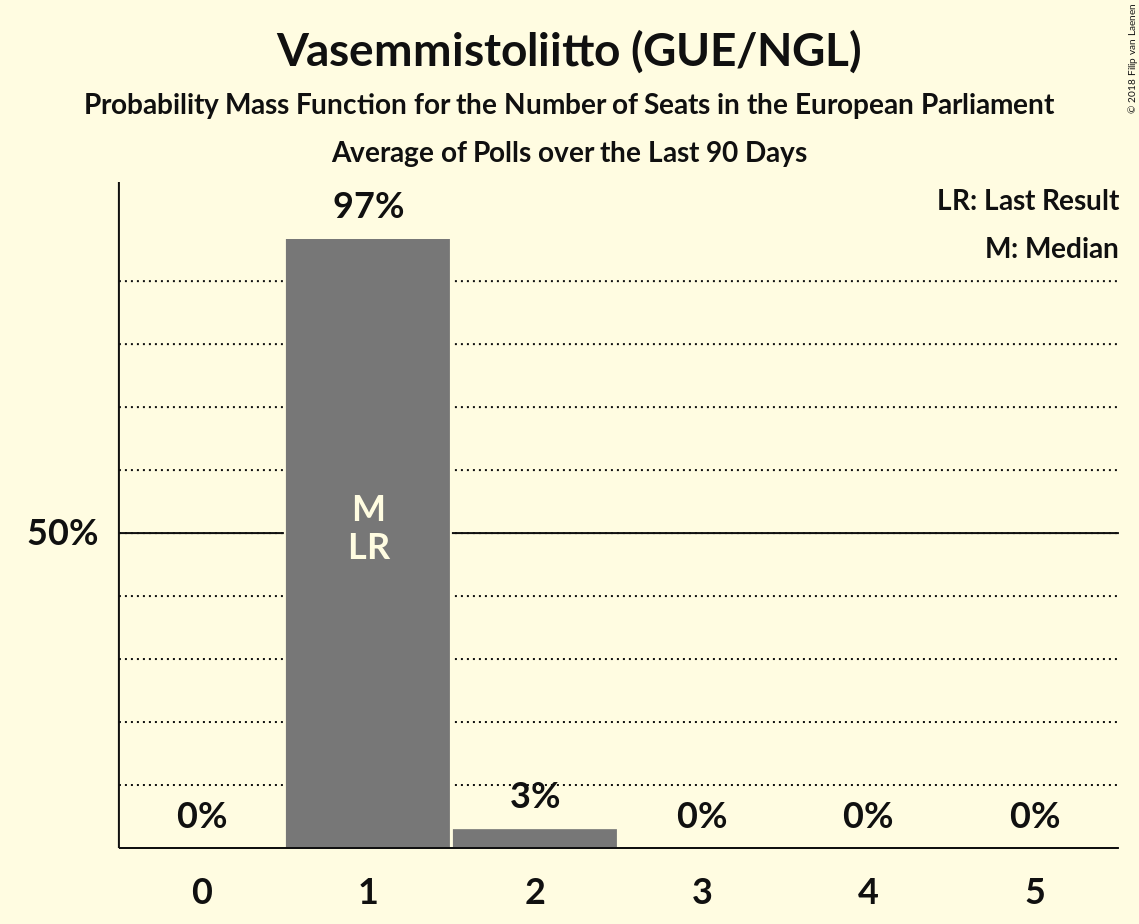 Vasemmistoliitto (GUE/NGL)
Probability Mass Function for the Number of Seats in the European Parliament
Average of Polls over the Last 90 Days
© 2018 Filip van Laenen
LR: Last Result
M: Median
97%
50%
M
LR
0%
3%
0%
0%
0%
0
1
2
3
4
5